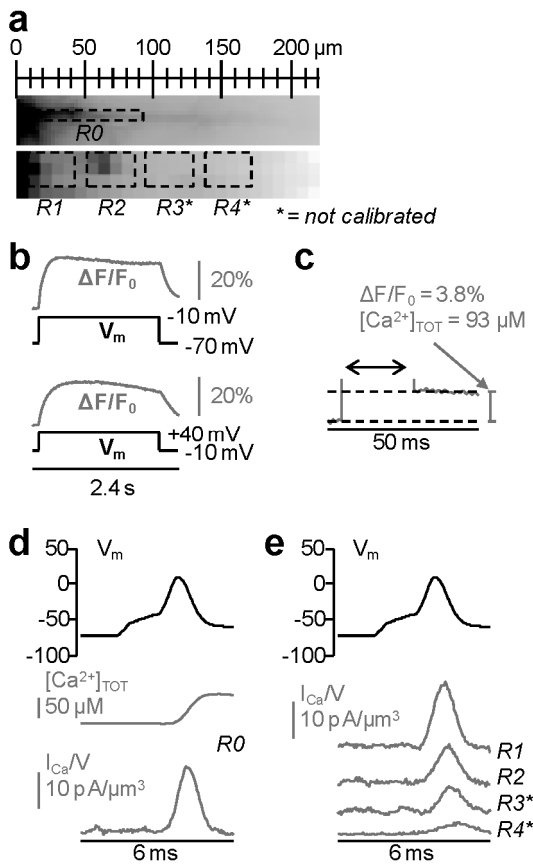 a
0 50 100 150 200 µm
R0
R1 R2 R3* R4*
* = not calibrated
b
ΔF/F0 20%
-10 mV
Vm -70 mV
ΔF/F0 20%
+40 mV
Vm -10 mV
2.4 s
c
ΔF/F0 = 3.8%
[Ca2+]TOT = 93 µM
50 ms
d
50 Vm
0
-50
-100
[Ca2+]TOT
50 µM
R0
ICa/V
10 pA/µm3
6 ms
e
50 Vm
0
-50
-100
ICa/V
10 pA/µm3
R1
R2
R3*
R4*
6 ms